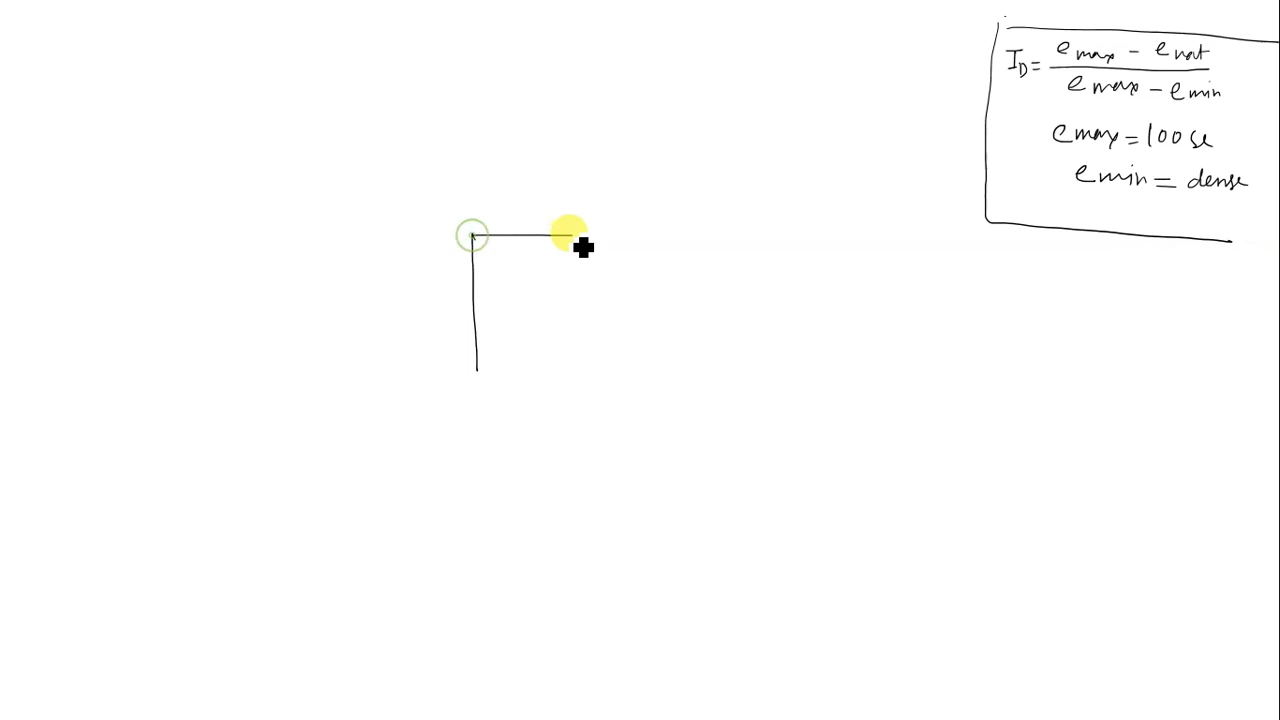 I_D = (e_max - e_nat) / (e_max - e_min)
e_max = loose
e_min = dense